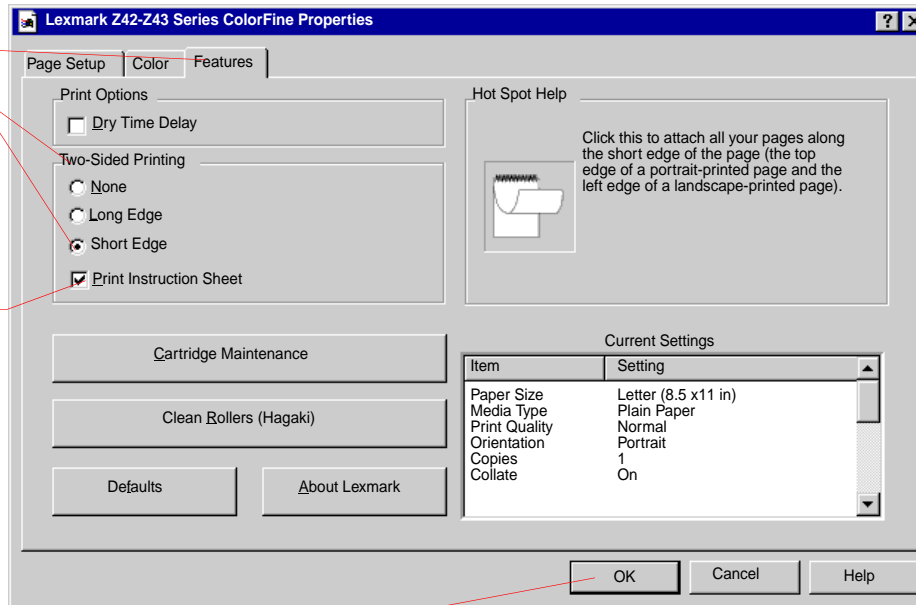 Lexmark Z42-Z43 Series ColorFine Properties
Page Setup
Color
Features
Print Options
Dry Time Delay
Two-Sided Printing
None
Long Edge
Short Edge
Print Instruction Sheet
Cartridge Maintenance
Clean Rollers (Hagaki)
Defaults
About Lexmark
Hot Spot Help
Click this to attach all your pages along
the short edge of the page (the top
edge of a portrait-printed page and the
left edge of a landscape-printed page).
Current Settings
Item Setting
Paper Size Letter (8.5 x11 in)
Media Type Plain Paper
Print Quality Normal
Orientation Portrait
Copies 1
Collate On
OK
Cancel
Help